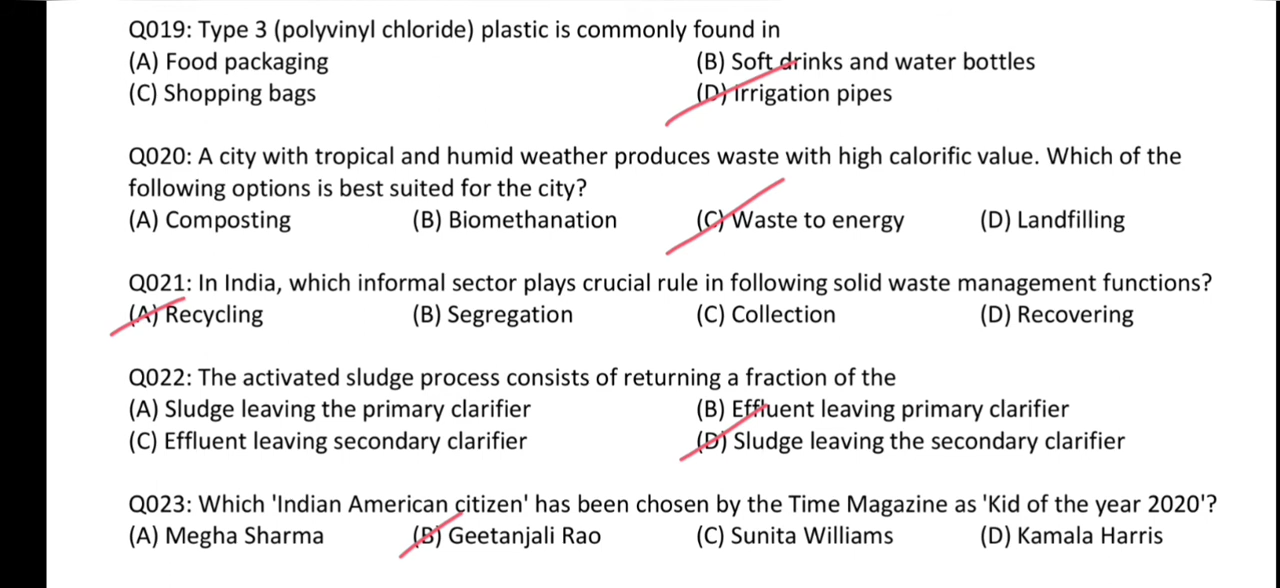 Q019: Type 3 (polyvinyl chloride) plastic is commonly found in
(A) Food packaging (B) Soft drinks and water bottles
(C) Shopping bags (D) Irrigation pipes
Q020: A city with tropical and humid weather produces waste with high calorific value. Which of the
following options is best suited for the city?
(A) Composting (B) Biomethanation (C) Waste to energy (D) Landfilling
Q021: In India, which informal sector plays crucial rule in following solid waste management functions?
(A) Recycling (B) Segregation (C) Collection (D) Recovering
Q022: The activated sludge process consists of returning a fraction of the
(A) Sludge leaving the primary clarifier (B) Effluent leaving primary clarifier
(C) Effluent leaving secondary clarifier (D) Sludge leaving the secondary clarifier
Q023: Which 'Indian American citizen' has been chosen by the Time Magazine as 'Kid of the year 2020'?
(A) Megha Sharma (B) Geetanjali Rao (C) Sunita Williams (D) Kamala Harris